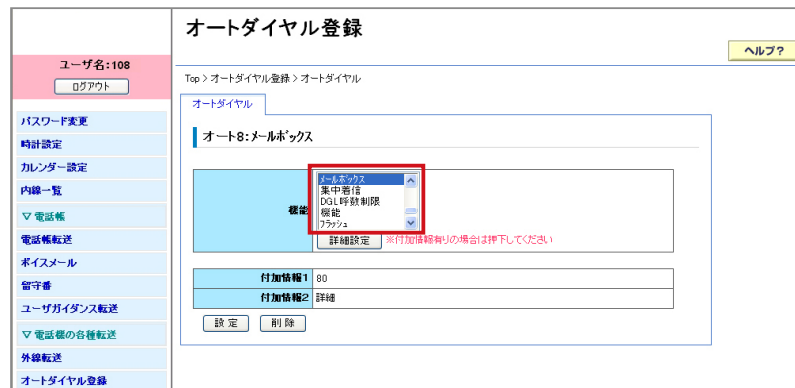 オートダイヤル登録
ヘルプ?
ユーザ名:108
ログアウト
Top > オートダイヤル登録 > オートダイヤル
オートダイヤル
パスワード変更
時計設定
カレンダー設定
内線一覧
▽ 電話帳
電話帳転送
ボイスメール
留守番
ユーザガイダンス転送
▽ 電話機の各種転送
外線転送
オートダイヤル登録
オート8:メールボックス
機能
メールボックス
集中着信
DGL呼数制限
機能
フラッシュ
詳細設定 ※付加情報有りの場合は押下してください
付加情報1 80
付加情報2 詳細
設定 削除